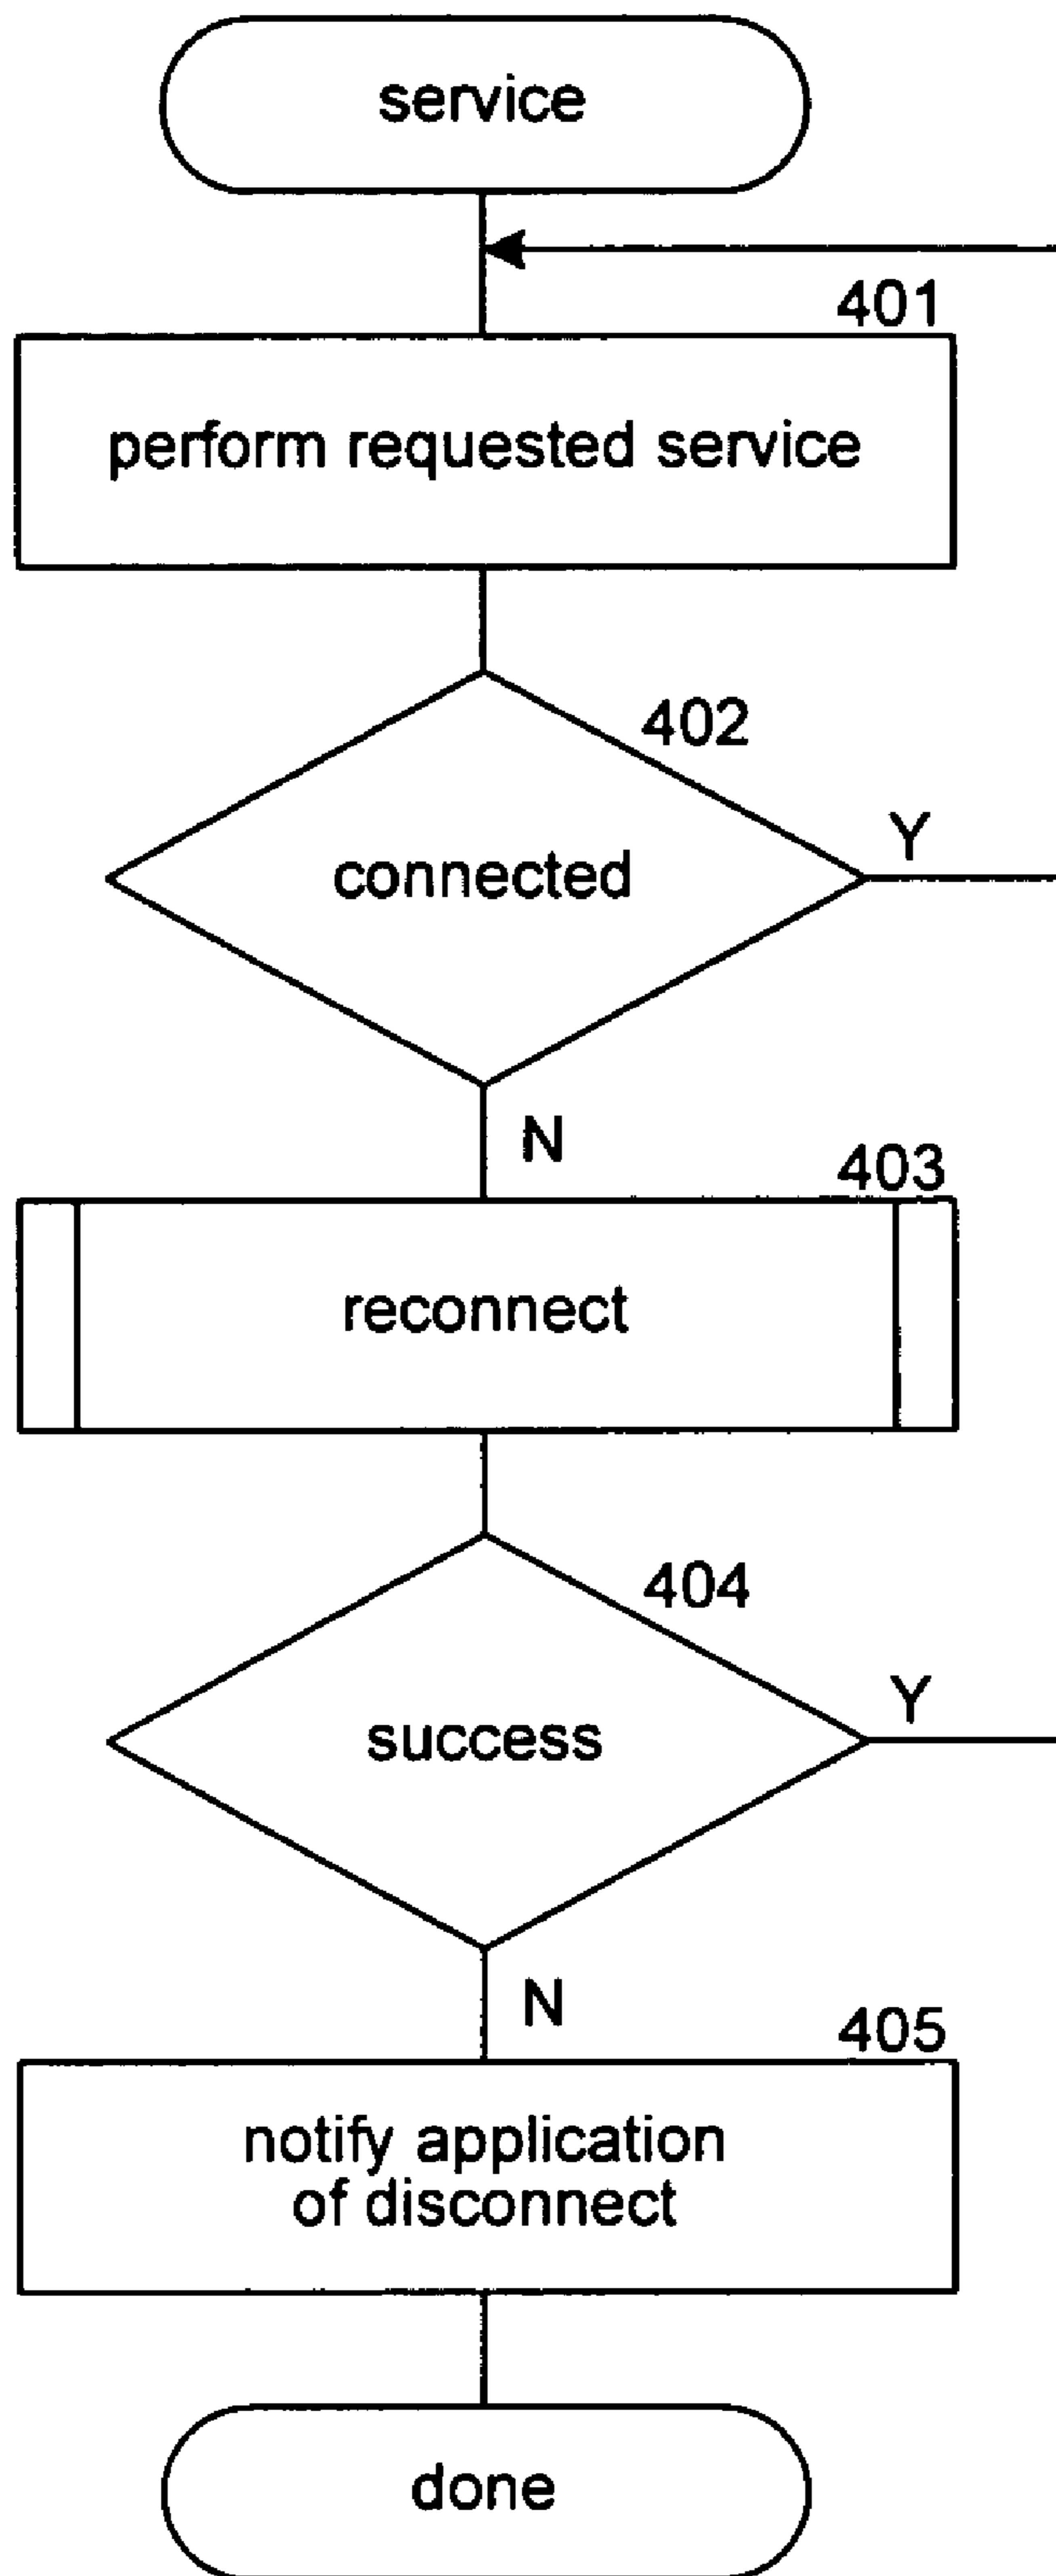 service
401
perform requested service
402
connected
Y
N
403
reconnect
404
success
Y
N
405
notify application
of disconnect
done